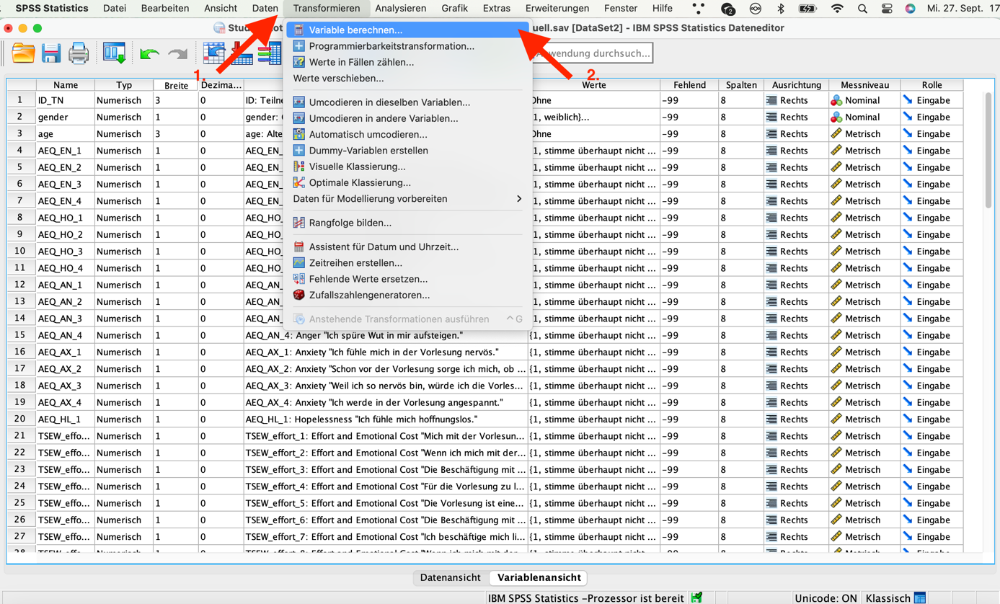 SPSS Statistics Datei Bearbeiten Ansicht Daten Transformieren Analysieren Grafik Extras Erweiterungen Fenster Hilfe 2 Mi. 27. Sept. 17
uell.sav [DataSet2] – IBM SPSS Statistics Dateneditor
Anwendung durchsuch...
1.
2.
Variable berechnen...
Programmierbarkeitstransformation...
Werte in Fällen zählen...
Werte verschieben...
Umcodieren in dieselben Variablen...
Umcodieren in andere Variablen...
Automatisch umcodieren...
Dummy-Variablen erstellen
Visuelle Klassierung...
Optimale Klassierung...
Daten für Modellierung vorbereiten
Rangfolge bilden...
Assistent für Datum und Uhrzeit...
Zeitreihen erstellen...
Fehlende Werte ersetzen...
Zufallszahlengeneratoren...
Anstehende Transformationen ausführen ^ G
Name Typ Breite Dezima... Werte Fehlend Spalten Ausrichtung Messniveau Rolle
1 ID_TN Numerisch 3 0 ID: Teilne Ohne -99 8 Rechts Nominal Eingabe
2 gender Numerisch 1 0 gender: {1, weiblich}... -99 8 Rechts Nominal Eingabe
3 age Numerisch 3 0 age: Alte Ohne -99 8 Rechts Metrisch Eingabe
4 AEQ_EN_1 Numerisch 1 0 AEQ_EN_ {1, stimme überhaupt nicht ... -99 8 Rechts Metrisch Eingabe
5 AEQ_EN_2 Numerisch 1 0 AEQ_EN_ {1, stimme überhaupt nicht ... -99 8 Rechts Metrisch Eingabe
6 AEQ_EN_3 Numerisch 1 0 AEQ_EN_ {1, stimme überhaupt nicht ... -99 8 Rechts Metrisch Eingabe
7 AEQ_EN_4 Numerisch 1 0 AEQ_EN_ {1, stimme überhaupt nicht ... -99 8 Rechts Metrisch Eingabe
8 AEQ_HO_1 Numerisch 1 0 AEQ_HO_ {1, stimme überhaupt nicht ... -99 8 Rechts Metrisch Eingabe
9 AEQ_HO_2 Numerisch 1 0 AEQ_HO_ {1, stimme überhaupt nicht ... -99 8 Rechts Metrisch Eingabe
10 AEQ_HO_3 Numerisch 1 0 AEQ_HO_ {1, stimme überhaupt nicht ... -99 8 Rechts Metrisch Eingabe
11 AEQ_HO_4 Numerisch 1 0 AEQ_HO_ {1, stimme überhaupt nicht ... -99 8 Rechts Metrisch Eingabe
12 AEQ_AN_1 Numerisch 1 0 AEQ_AN_ {1, stimme überhaupt nicht ... -99 8 Rechts Metrisch Eingabe
13 AEQ_AN_2 Numerisch 1 0 AEQ_AN_ {1, stimme überhaupt nicht ... -99 8 Rechts Metrisch Eingabe
14 AEQ_AN_3 Numerisch 1 0 AEQ_AN_ {1, stimme überhaupt nicht ... -99 8 Rechts Metrisch Eingabe
15 AEQ_AN_4 Numerisch 1 0 AEQ_AN_4: Anger "Ich spüre Wut in mir aufsteigen." {1, stimme überhaupt nicht ... -99 8 Rechts Metrisch Eingabe
16 AEQ_AX_1 Numerisch 1 0 AEQ_AX_1: Anxiety "Ich fühle mich in der Vorlesung nervös." {1, stimme überhaupt nicht ... -99 8 Rechts Metrisch Eingabe
17 AEQ_AX_2 Numerisch 1 0 AEQ_AX_2: Anxiety "Schon vor der Vorlesung sorge ich mich, ob ... {1, stimme überhaupt nicht ... -99 8 Rechts Metrisch Eingabe
18 AEQ_AX_3 Numerisch 1 0 AEQ_AX_3: Anxiety "Weil ich so nervös bin, würde ich die Vorles... {1, stimme überhaupt nicht ... -99 8 Rechts Metrisch Eingabe
19 AEQ_AX_4 Numerisch 1 0 AEQ_AX_4: Anxiety "Ich werde in der Vorlesung angespannt." {1, stimme überhaupt nicht ... -99 8 Rechts Metrisch Eingabe
20 AEQ_HL_1 Numerisch 1 0 AEQ_HL_1: Hopelessness "Ich fühle mich hoffnungslos." {1, stimme überhaupt nicht ... -99 8 Rechts Metrisch Eingabe
21 TSEW_effo... Numerisch 1 0 TSEW_effort_1: Effort and Emotional Cost "Mich mit der Vorlesun... {1, stimme überhaupt nicht ... -99 8 Rechts Metrisch Eingabe
22 TSEW_effo... Numerisch 1 0 TSEW_effort_2: Effort and Emotional Cost "Wenn ich mich mit der... {1, stimme überhaupt nicht ... -99 8 Rechts Metrisch Eingabe
23 TSEW_effo... Numerisch 1 0 TSEW_effort_3: Effort and Emotional Cost "Die Beschäftigung mit ... {1, stimme überhaupt nicht ... -99 8 Rechts Metrisch Eingabe
24 TSEW_effo... Numerisch 1 0 TSEW_effort_4: Effort and Emotional Cost "Für die Vorlesung zu l... {1, stimme überhaupt nicht ... -99 8 Rechts Metrisch Eingabe
25 TSEW_effo... Numerisch 1 0 TSEW_effort_5: Effort and Emotional Cost "Die Vorlesung ist eine... {1, stimme überhaupt nicht ... -99 8 Rechts Metrisch Eingabe
26 TSEW_effo... Numerisch 1 0 TSEW_effort_6: Effort and Emotional Cost "Die Beschäftigung mit ... {1, stimme überhaupt nicht ... -99 8 Rechts Metrisch Eingabe
27 TSEW_effo... Numerisch 1 0 TSEW_effort_7: Effort and Emotional Cost "Ich beschäftige mich li... {1, stimme überhaupt nicht ... -99 8 Rechts Metrisch Eingabe
Datenansicht Variablenansicht
IBM SPSS Statistics -Prozessor ist bereit Unicode: ON Klassisch